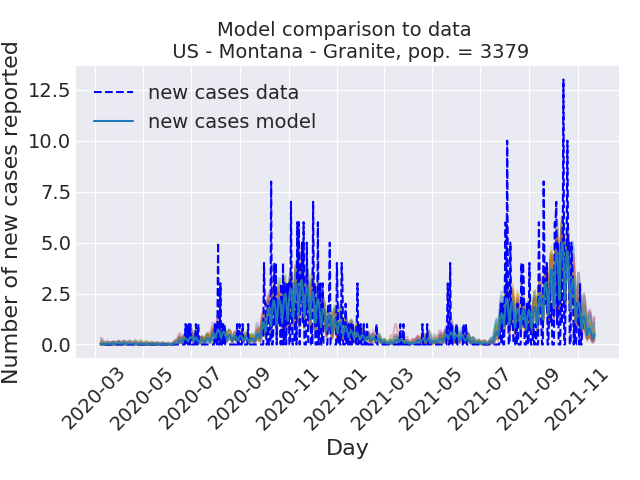 Model comparison to data
US - Montana - Granite, pop. = 3379
Number of new cases reported
12.5
10.0
7.5
5.0
2.5
0.0
new cases data
new cases model
2020-03
2020-05
2020-07
2020-09
2020-11
2021-01
2021-03
2021-05
2021-07
2021-09
2021-11
Day